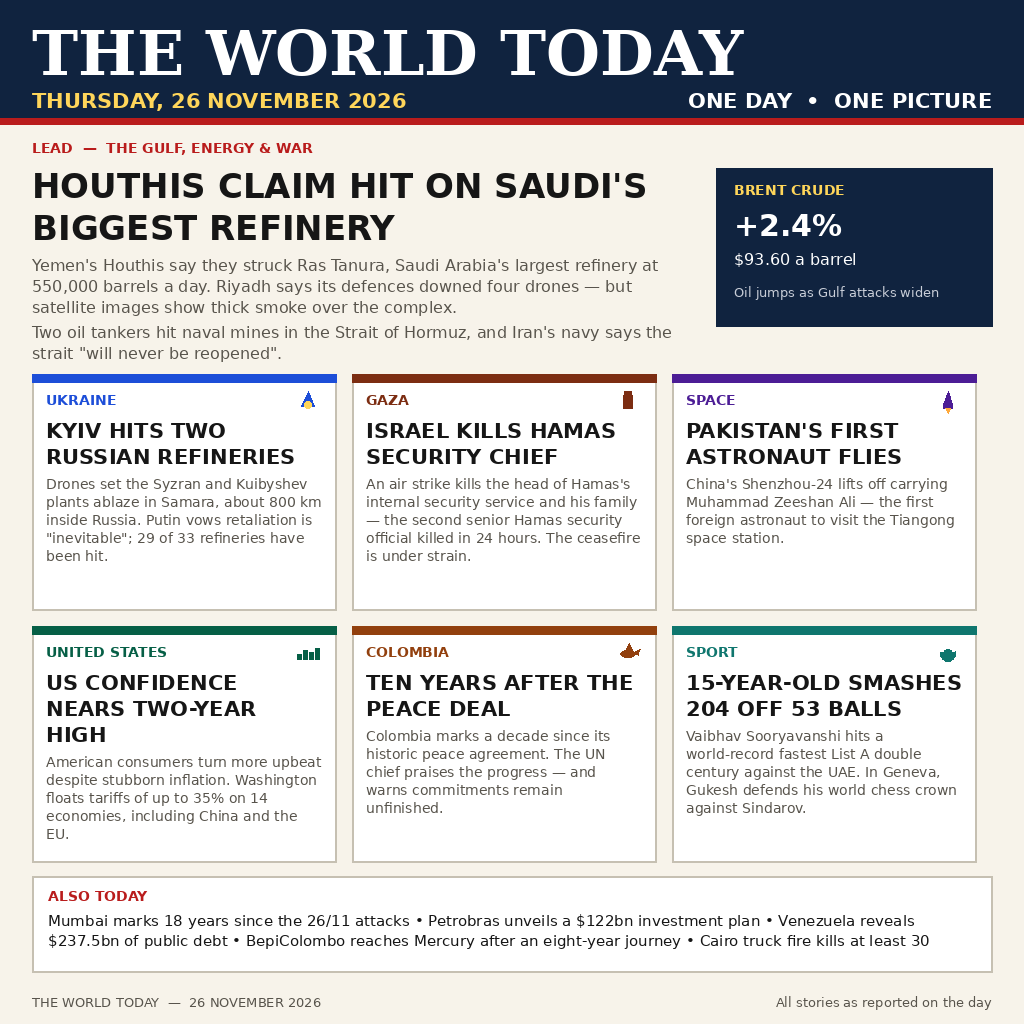 THE WORLD TODAY
THURSDAY, 26 NOVEMBER 2026
ONE DAY • ONE PICTURE
LEAD — THE GULF, ENERGY & WAR
HOUTHIS CLAIM HIT ON SAUDI'S
BIGGEST REFINERY
Yemen's Houthis say they struck Ras Tanura, Saudi Arabia's largest refinery at
550,000 barrels a day. Riyadh says its defences downed four drones — but
satellite images show thick smoke over the complex.
Two oil tankers hit naval mines in the Strait of Hormuz, and Iran's navy says the
strait "will never be reopened".
BRENT CRUDE
+2.4%
$93.60 a barrel
Oil jumps as Gulf attacks widen
UKRAINE
KYIV HITS TWO
RUSSIAN REFINERIES
Drones set the Syzran and Kuibyshev
plants ablaze in Samara, about 800 km
inside Russia. Putin vows retaliation is
"inevitable"; 29 of 33 refineries have
been hit.
GAZA
ISRAEL KILLS HAMAS
SECURITY CHIEF
An air strike kills the head of Hamas's
internal security service and his family
— the second senior Hamas security
official killed in 24 hours. The ceasefire
is under strain.
SPACE
PAKISTAN'S FIRST
ASTRONAUT FLIES
China's Shenzhou-24 lifts off carrying
Muhammad Zeeshan Ali — the first
foreign astronaut to visit the Tiangong
space station.
UNITED STATES
US CONFIDENCE
NEARS TWO-YEAR
HIGH
American consumers turn more upbeat
despite stubborn inflation. Washington
floats tariffs of up to 35% on 14
economies, including China and the
EU.
COLOMBIA
TEN YEARS AFTER THE
PEACE DEAL
Colombia marks a decade since its
historic peace agreement. The UN
chief praises the progress — and
warns commitments remain
unfinished.
SPORT
15-YEAR-OLD SMASHES
204 OFF 53 BALLS
Vaibhav Sooryavanshi hits a
world-record fastest List A double
century against the UAE. In Geneva,
Gukesh defends his world chess crown
against Sindarov.
ALSO TODAY
Mumbai marks 18 years since the 26/11 attacks • Petrobras unveils a $122bn investment plan • Venezuela reveals
$237.5bn of public debt • BepiColombo reaches Mercury after an eight-year journey • Cairo truck fire kills at least 30
THE WORLD TODAY — 26 NOVEMBER 2026
All stories as reported on the day